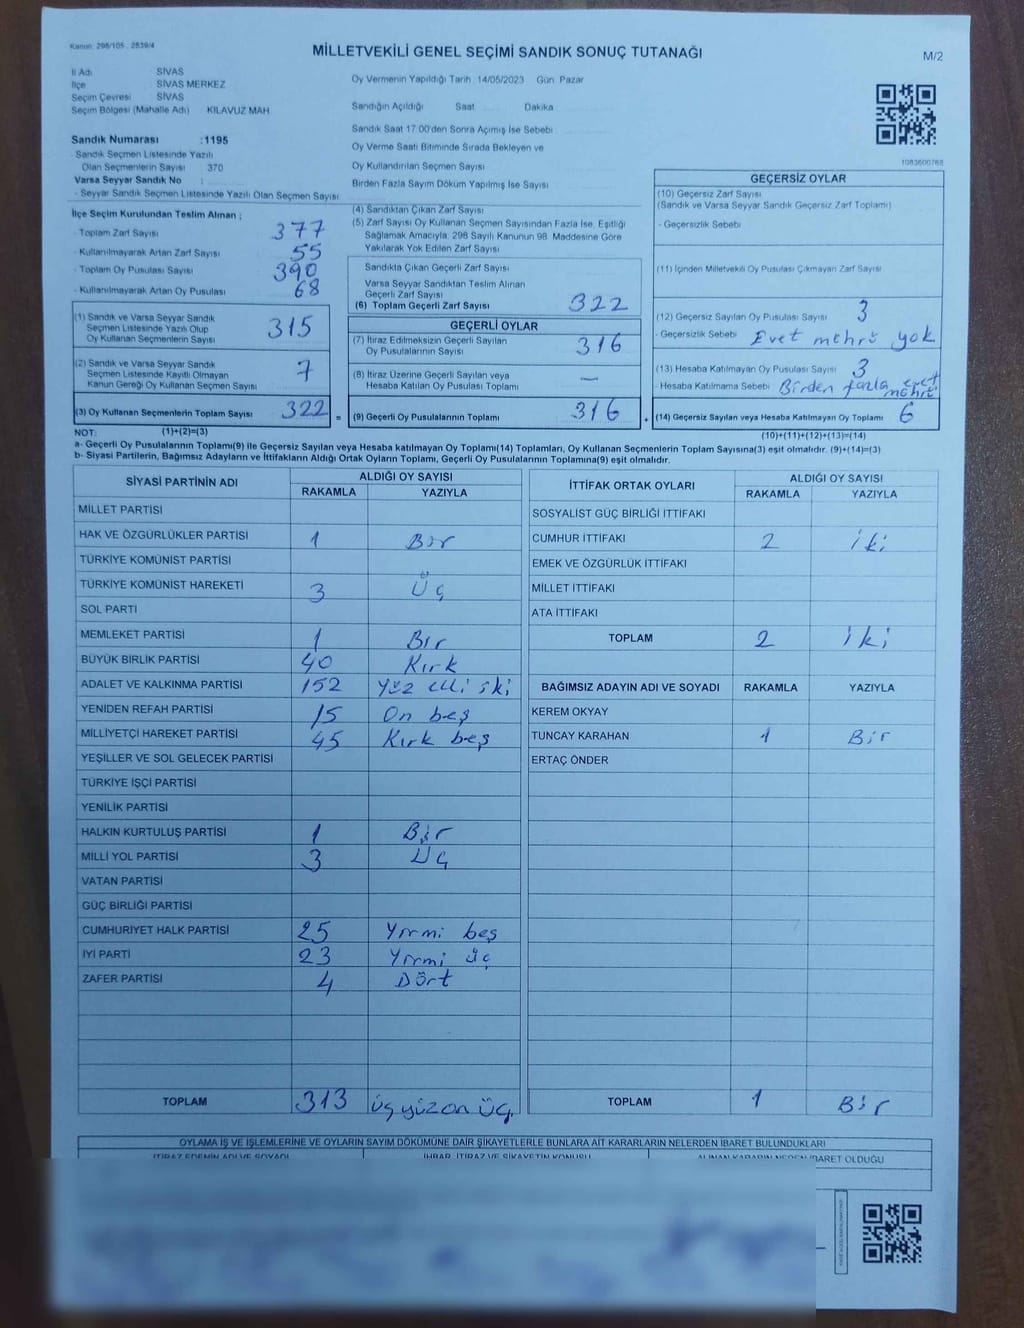 Kanun: 298/105 , 2839/4
MİLLETVEKİLİ GENEL SEÇİMİ SANDIK SONUÇ TUTANAĞI
M/2
İl Adı SİVAS
İlçe SİVAS MERKEZ
Seçim Çevresi SİVAS
Seçim Bölgesi (Mahalle Adı) KILAVUZ MAH
Sandık Numarası :1195
- Sandık Seçmen Listesinde Yazılı
Olan Seçmenlerin Sayısı 370
Varsa Seyyar Sandık No :
- Seyyar Sandık Seçmen Listesinde Yazılı Olan Seçmen Sayısı
Oy Vermenin Yapıldığı Tarih 14/05/2023 Gün Pazar
Sandığın Açıldığı Saat Dakika
Sandık Saat 17:00'den Sonra Açımış İse Sebebi
Oy Verme Saati Bitiminde Sırada Bekleyen ve
Oy Kullandırılan Seçmen Sayısı
Birden Fazla Sayım Döküm Yapılmış İse Sayısı
1083600768
İlçe Seçim Kurulundan Teslim Alınan ;
- Toplam Zarf Sayısı 377
- Kullanılmayarak Artan Zarf Sayısı 55
- Toplam Oy Pusulası Sayısı 390
- Kullanılmayarak Artan Oy Pusulası 68
(1) Sandık ve Varsa Seyyar Sandık
Seçmen Listesinde Yazılı Olup
Oy Kullanan Seçmenlerin Sayısı 315
(2) Sandık ve Varsa Seyyar Sandık
Seçmen Listesinde Kayıtlı Olmayan
Kanun Gereği Oy Kullanan Seçmen Sayısı 7
(3) Oy Kullanan Seçmenlerin Toplam Sayısı 322 =
(4) Sandıktan Çıkan Zarf Sayısı
(5) Zarf Sayısı Oy Kullanan Seçmen Sayısından Fazla İse, Eşitliği
Sağlamak Amacıyla, 298 Sayılı Kanunun 98. Maddesine Göre
Yakılarak Yok Edilen Zarf Sayısı
Sandıkta Çıkan Geçerli Zarf Sayısı
Varsa Seyyar Sandıktan Teslim Alınan
Geçerli Zarf Sayısı
(6) Toplam Geçerli Zarf Sayısı 322
GEÇERLİ OYLAR
(7) İtiraz Edilmeksizin Geçerli Sayılan
Oy Pusulalarının Sayısı 316
(8) İtiraz Üzerine Geçerli Sayılan veya
Hesaba Katılan Oy Pusulası Toplamı —
(9) Geçerli Oy Pusulalarının Toplamı 316 +
GEÇERSİZ OYLAR
(10) Geçersiz Zarf Sayısı
(Sandık ve Varsa Seyyar Sandık Geçersiz Zarf Toplamı)
- Geçersizlik Sebebi
(11) İçinden Milletvekili Oy Pusulası Çıkmayan Zarf Sayısı
(12) Geçersiz Sayılan Oy Pusulası Sayısı 3
- Geçersizlik Sebebi Evet mehrü yok
(13) Hesaba Katılmayan Oy Pusulası Sayısı 3
- Hesaba Katılmama Sebebi Birden fazla evet mehrü
(14) Geçersiz Sayılan veya Hesaba Katılmayan Oy Toplamı 6
NOT: (1)+(2)=(3)
(10)+(11)+(12)+(13)=(14)
a- Geçerli Oy Pusulalarının Toplamı(9) ile Geçersiz Sayılan veya Hesaba katılmayan Oy Toplamı(14) Toplamları, Oy Kullanan Seçmenlerin Toplam Sayısına(3) eşit olmalıdır. (9)+(14)=(3)
b- Siyasi Partilerin, Bağımsız Adayların ve İttifakların Aldığı Ortak Oyların Toplamı, Geçerli Oy Pusulalarının Toplamına(9) eşit olmalıdır.
SİYASİ PARTİNİN ADI ALDIĞI OY SAYISI
RAKAMLA YAZIYLA
MİLLET PARTİSİ
HAK VE ÖZGÜRLÜKLER PARTİSİ 1 Bir
TÜRKİYE KOMÜNİST PARTİSİ
TÜRKİYE KOMÜNİST HAREKETİ 3 Üç
SOL PARTİ
MEMLEKET PARTİSİ 1 Bir
BÜYÜK BİRLİK PARTİSİ 40 Kırk
ADALET VE KALKINMA PARTİSİ 152 Yüz elli iki
YENİDEN REFAH PARTİSİ 15 On beş
MİLLİYETÇİ HAREKET PARTİSİ 45 Kırk beş
YEŞİLLER VE SOL GELECEK PARTİSİ
TÜRKİYE İŞÇİ PARTİSİ
YENİLİK PARTİSİ
HALKIN KURTULUŞ PARTİSİ 1 Bir
MİLLİ YOL PARTİSİ 3 Üç
VATAN PARTİSİ
GÜÇ BİRLİĞİ PARTİSİ
CUMHURİYET HALK PARTİSİ 25 Yirmi beş
İYİ PARTİ 23 Yirmi üç
ZAFER PARTİSİ 4 Dört
TOPLAM 313 üçyüzon üç.
İTTİFAK ORTAK OYLARI ALDIĞI OY SAYISI
RAKAMLA YAZIYLA
SOSYALİST GÜÇ BİRLİĞİ İTTİFAKI
CUMHUR İTTİFAKI 2 iki
EMEK VE ÖZGÜRLÜK İTTİFAKI
MİLLET İTTİFAKI
ATA İTTİFAKI
TOPLAM 2 iki
BAĞIMSIZ ADAYIN ADI VE SOYADI RAKAMLA YAZIYLA
KEREM OKYAY
TUNCAY KARAHAN 1 Bir
ERTAÇ ÖNDER
TOPLAM 1 Bir
OYLAMA İŞ VE İŞLEMLERİNE VE OYLARIN SAYIM DÖKÜMÜNE DAİR ŞİKAYETLERLE BUNLARA AİT KARARLARIN NELERDEN İBARET BULUNDUKLARI
İTİRAZ EDENİN ADI VE SOYADI İHBAR, İTİRAZ VE ŞİKAYETİN KONUSU ALINAN KARARIN NEDEN İBARET OLDUĞU